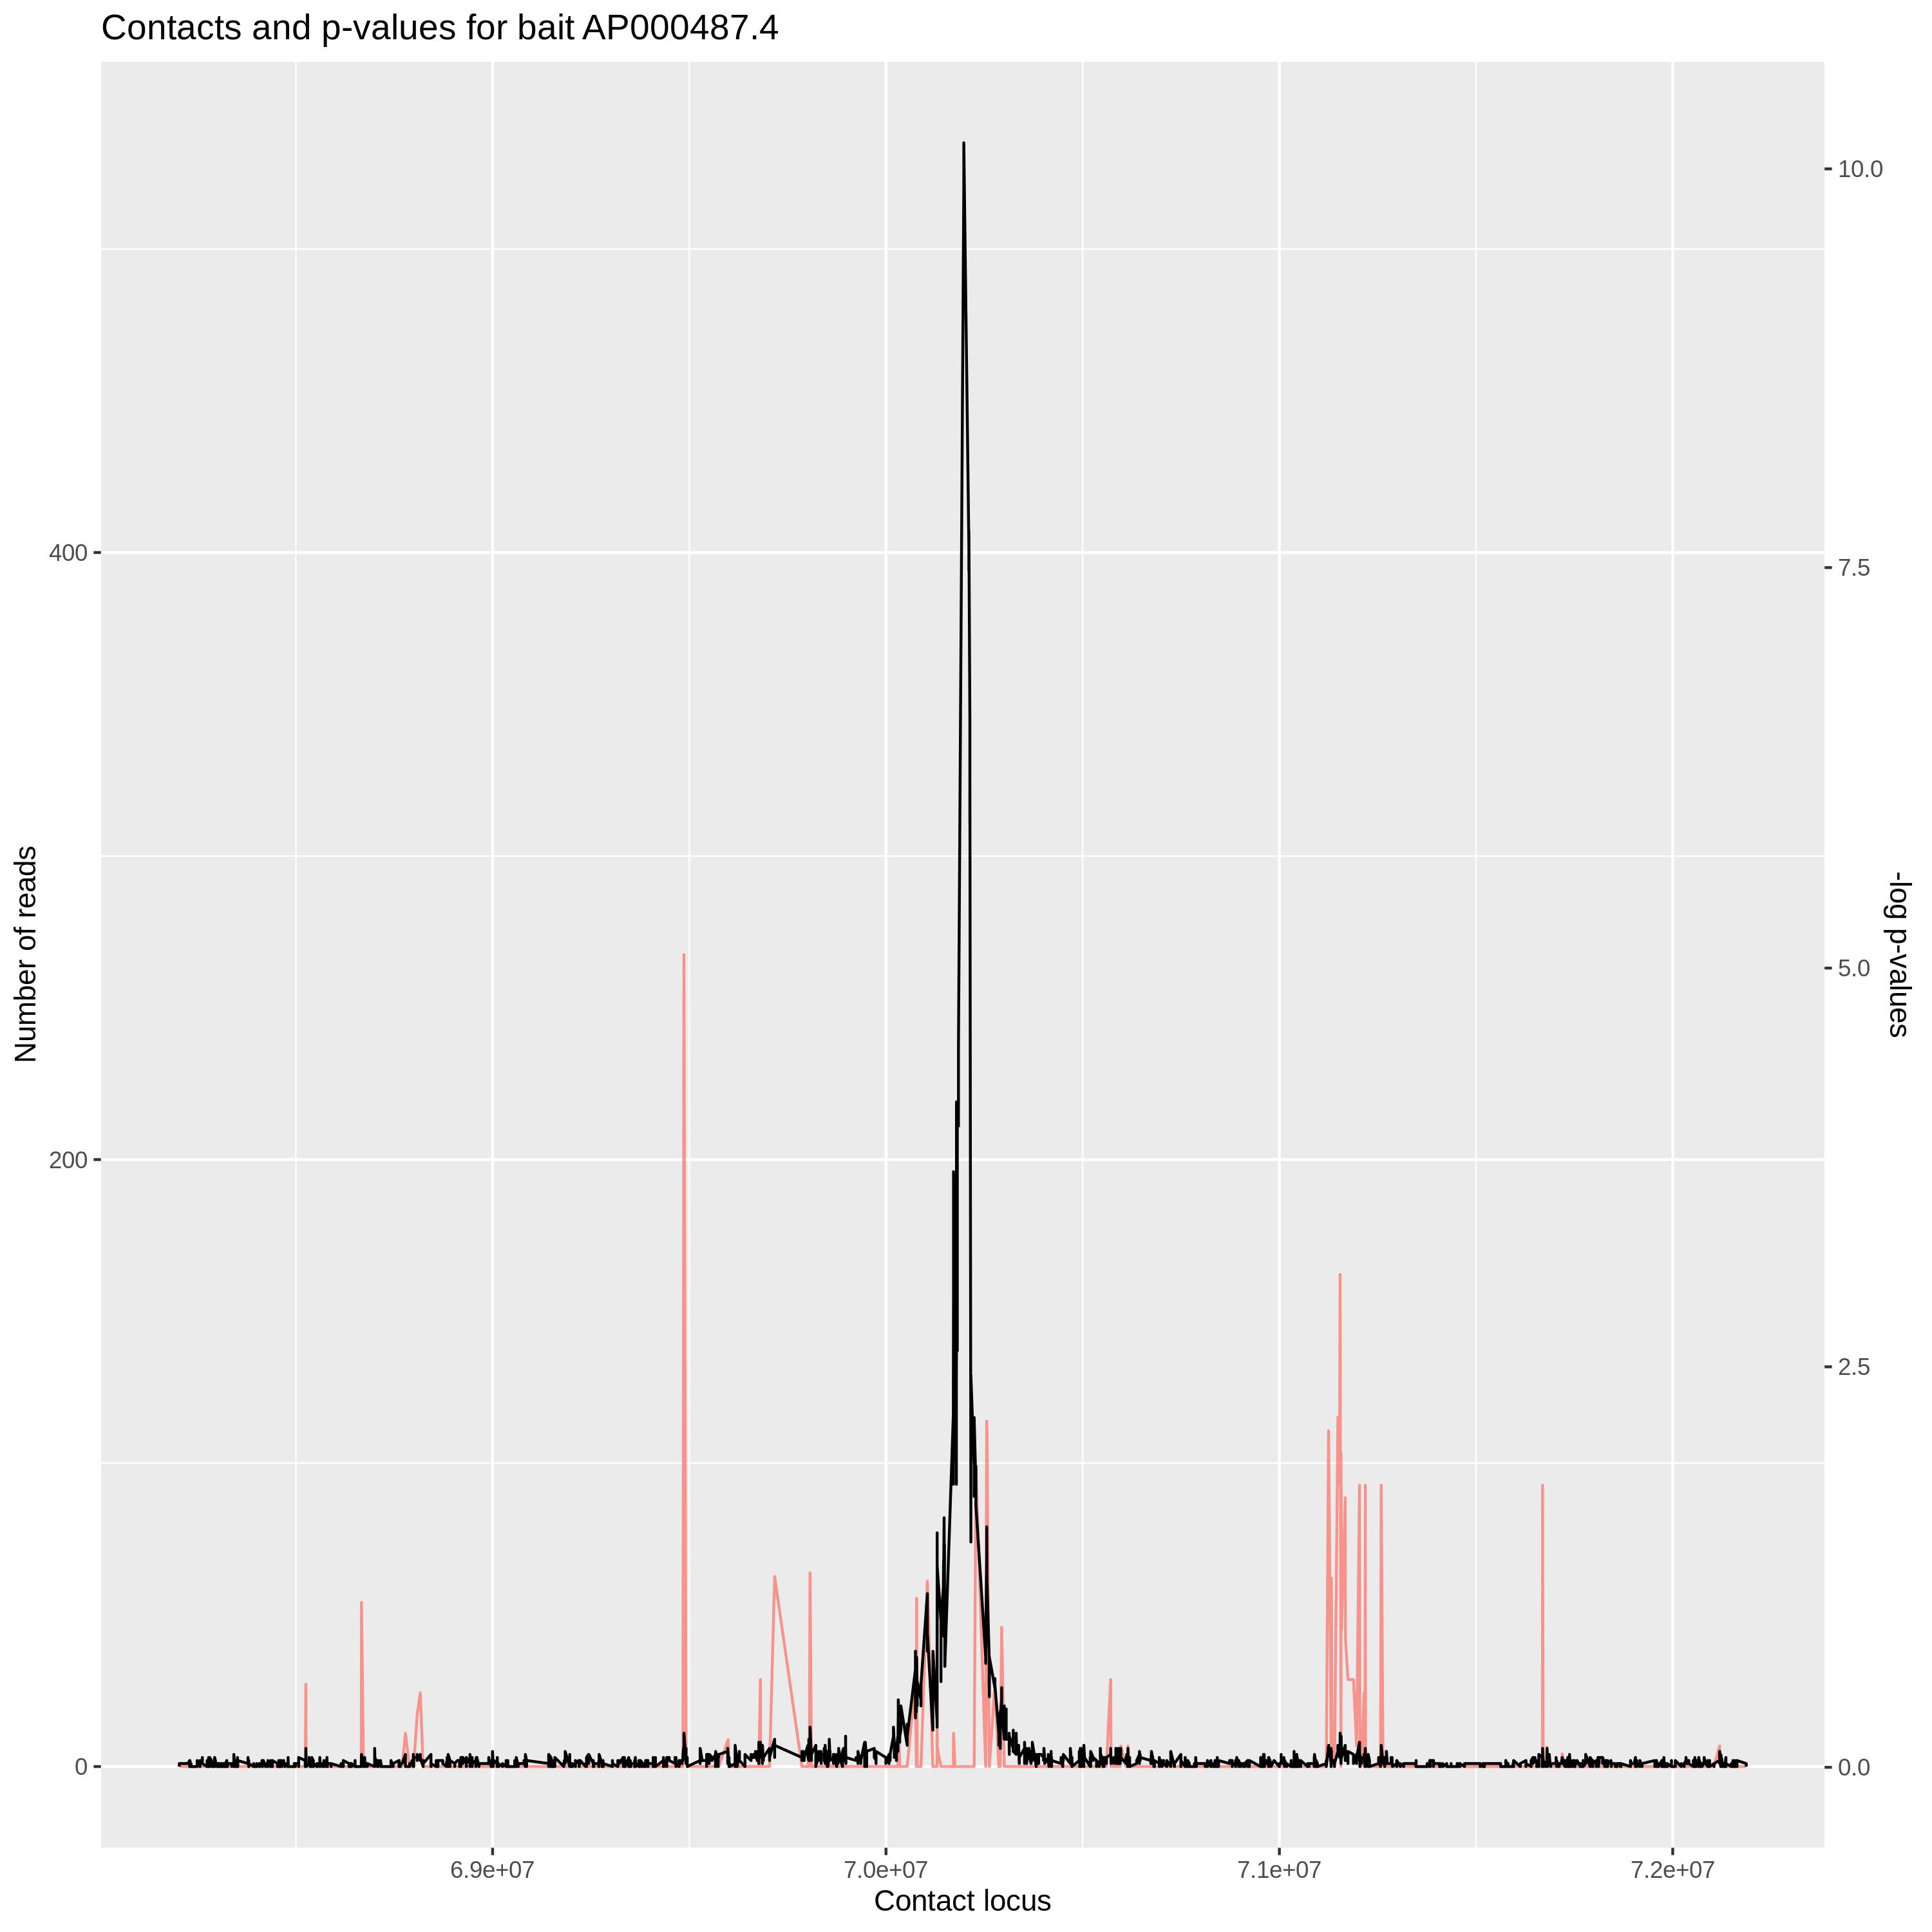 Contacts and p-values for bait AP000487.4
Number of reads
400
200
0
10.0
7.5
5.0
2.5
0.0
-log p-values
6.9e+07
7.0e+07
7.1e+07
7.2e+07
Contact locus